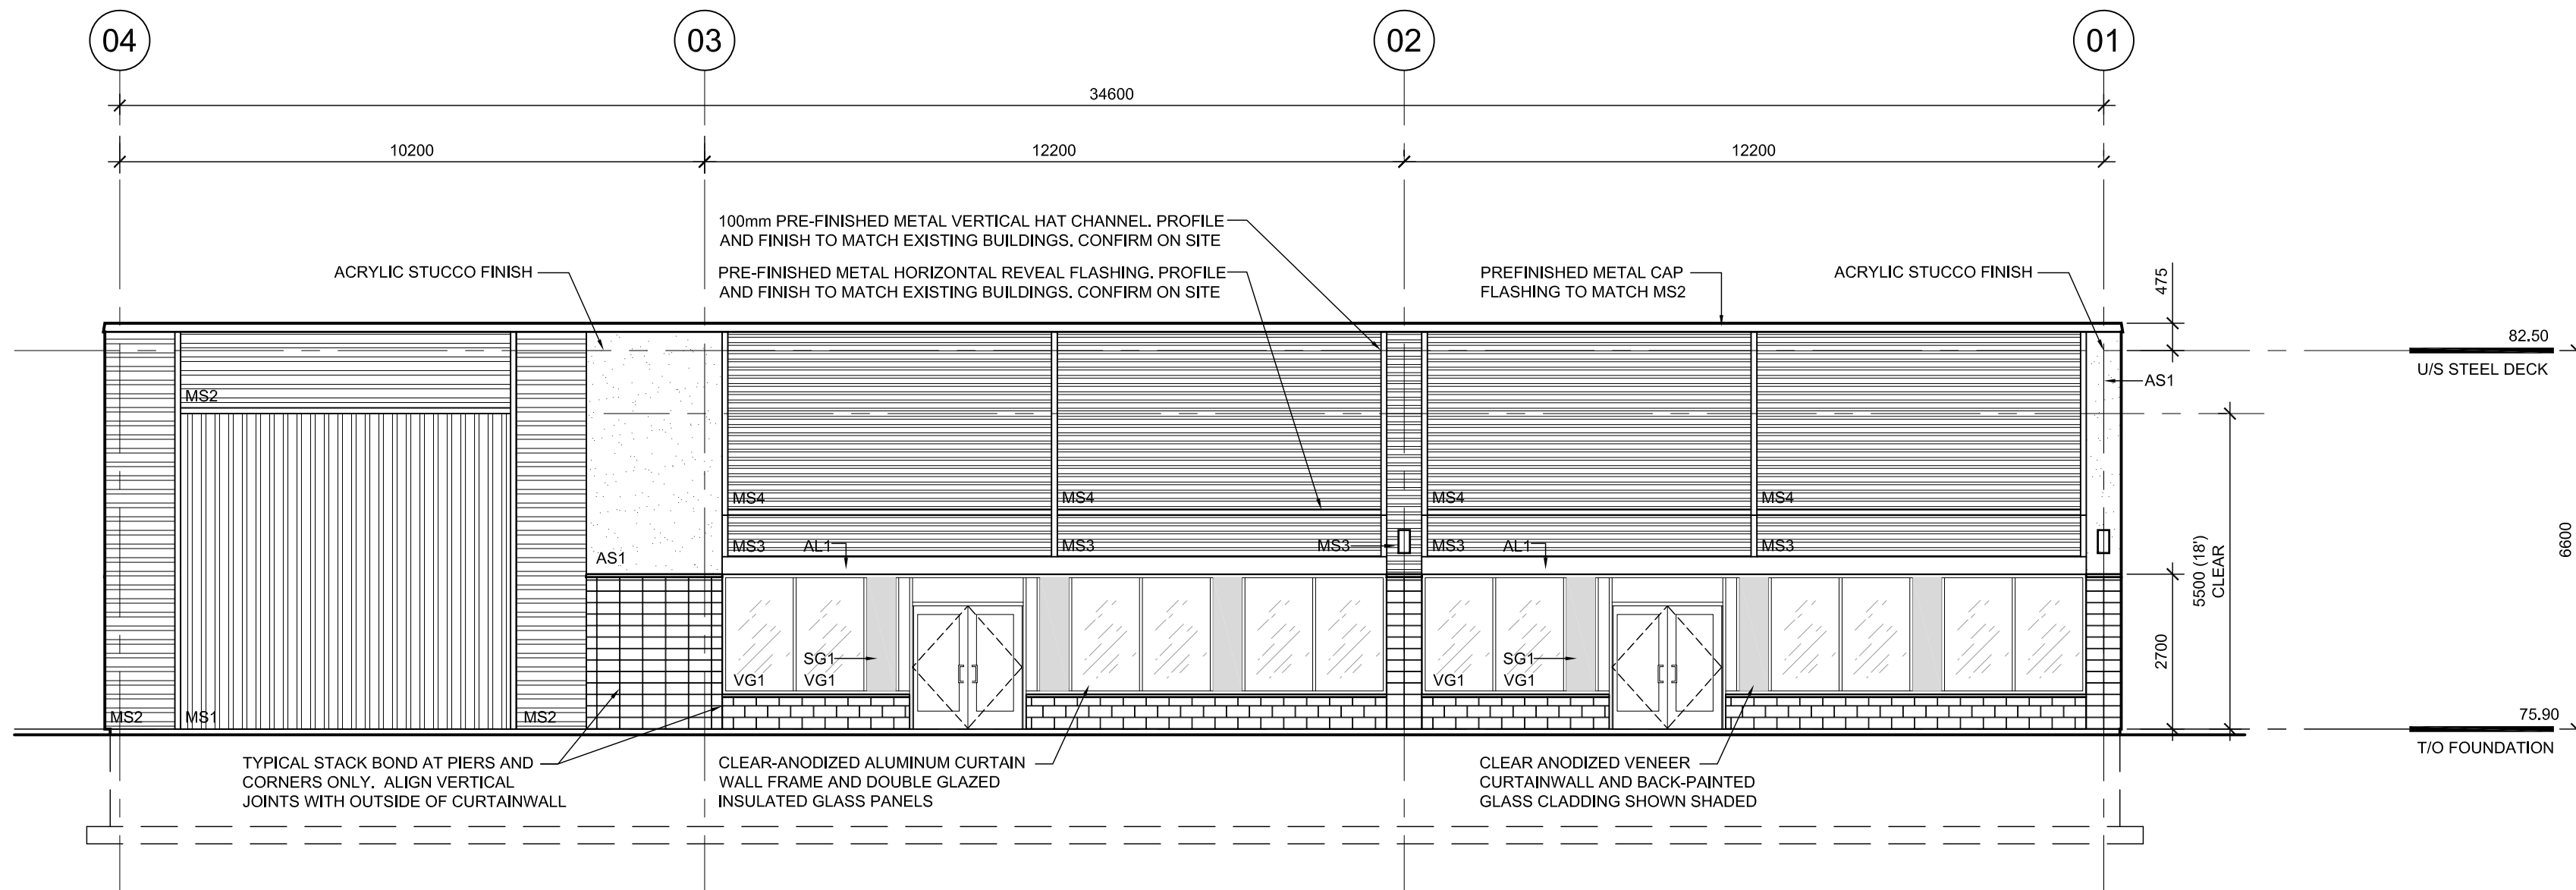 04
03
02
01
34600
10200
12200
12200
100mm PRE-FINISHED METAL VERTICAL HAT CHANNEL. PROFILE
AND FINISH TO MATCH EXISTING BUILDINGS. CONFIRM ON SITE
ACRYLIC STUCCO FINISH
PRE-FINISHED METAL HORIZONTAL REVEAL FLASHING. PROFILE
AND FINISH TO MATCH EXISTING BUILDINGS. CONFIRM ON SITE
PREFINISHED METAL CAP
FLASHING TO MATCH MS2
ACRYLIC STUCCO FINISH
475
82.50
U/S STEEL DECK
AS1
MS2
MS4
MS4
MS4
MS4
AS1
MS3
AL1
MS3
MS3
MS3
AL1
MS3
6600
5500 (18')
CLEAR
2700
SG1
VG1
VG1
SG1
VG1
VG1
MS2
MS1
MS2
75.90
T/O FOUNDATION
TYPICAL STACK BOND AT PIERS AND
CORNERS ONLY. ALIGN VERTICAL
JOINTS WITH OUTSIDE OF CURTAINWALL
CLEAR-ANODIZED ALUMINUM CURTAIN
WALL FRAME AND DOUBLE GLAZED
INSULATED GLASS PANELS
CLEAR ANODIZED VENEER
CURTAINWALL AND BACK-PAINTED
GLASS CLADDING SHOWN SHADED